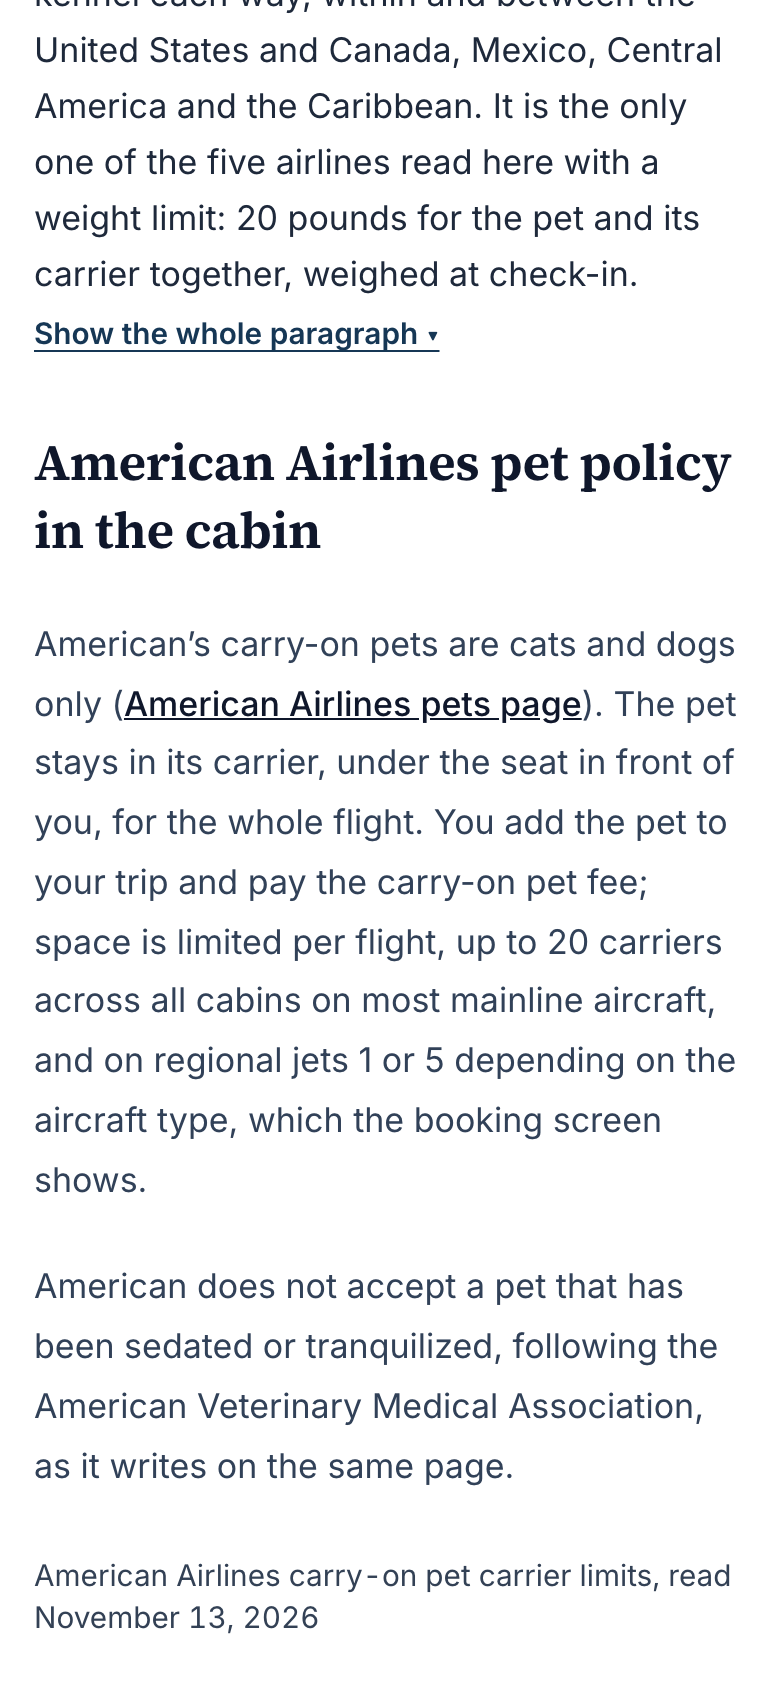 kennel each way, within and between the
United States and Canada, Mexico, Central
America and the Caribbean. It is the only
one of the five airlines read here with a
weight limit: 20 pounds for the pet and its
carrier together, weighed at check-in.
Show the whole paragraph ▾
American Airlines pet policy
in the cabin
American’s carry-on pets are cats and dogs
only (American Airlines pets page). The pet
stays in its carrier, under the seat in front of
you, for the whole flight. You add the pet to
your trip and pay the carry-on pet fee;
space is limited per flight, up to 20 carriers
across all cabins on most mainline aircraft,
and on regional jets 1 or 5 depending on the
aircraft type, which the booking screen
shows.
American does not accept a pet that has
been sedated or tranquilized, following the
American Veterinary Medical Association,
as it writes on the same page.
American Airlines carry-on pet carrier limits, read
November 13, 2026